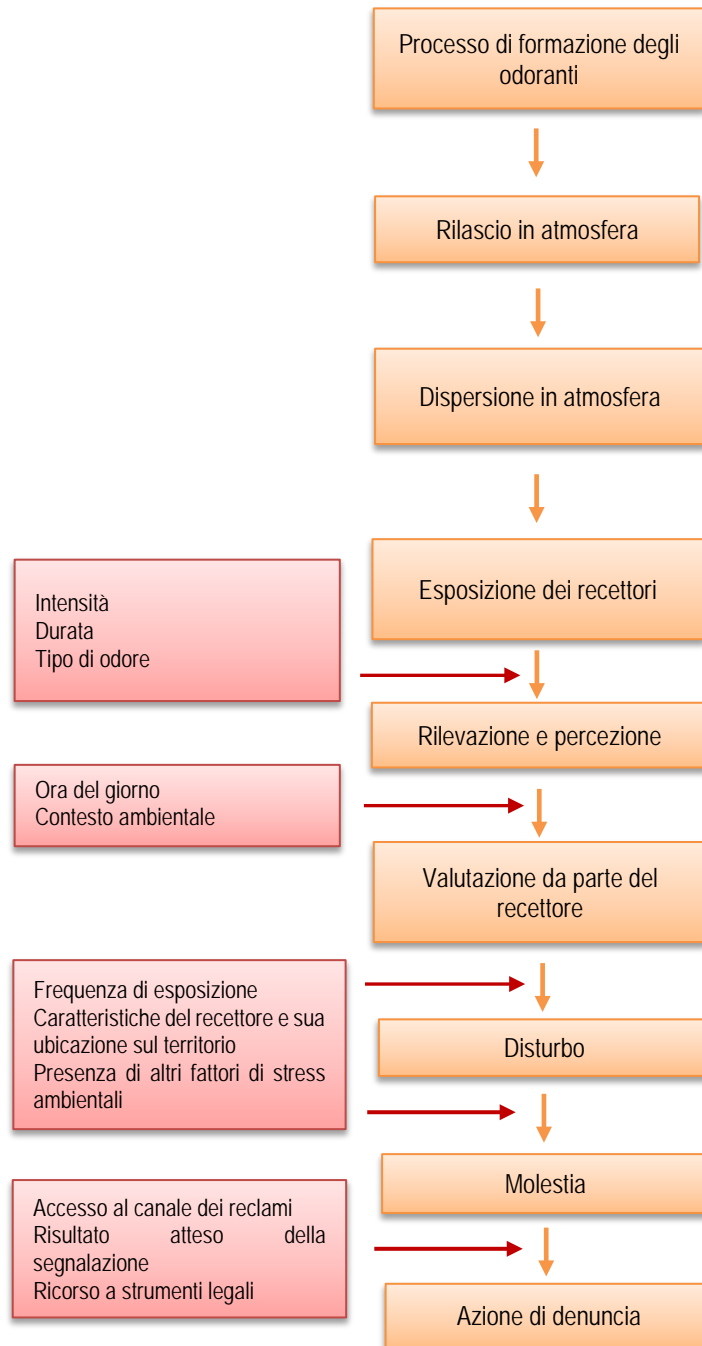 Processo di formazione degli
odoranti
Rilascio in atmosfera
Dispersione in atmosfera
Esposizione dei recettori
Intensità
Durata
Tipo di odore
Rilevazione e percezione
Ora del giorno
Contesto ambientale
Valutazione da parte del
recettore
Frequenza di esposizione
Caratteristiche del recettore e sua
ubicazione sul territorio
Presenza di altri fattori di stress
ambientali
Disturbo
Molestia
Accesso al canale dei reclami
Risultato atteso della
segnalazione
Ricorso a strumenti legali
Azione di denuncia